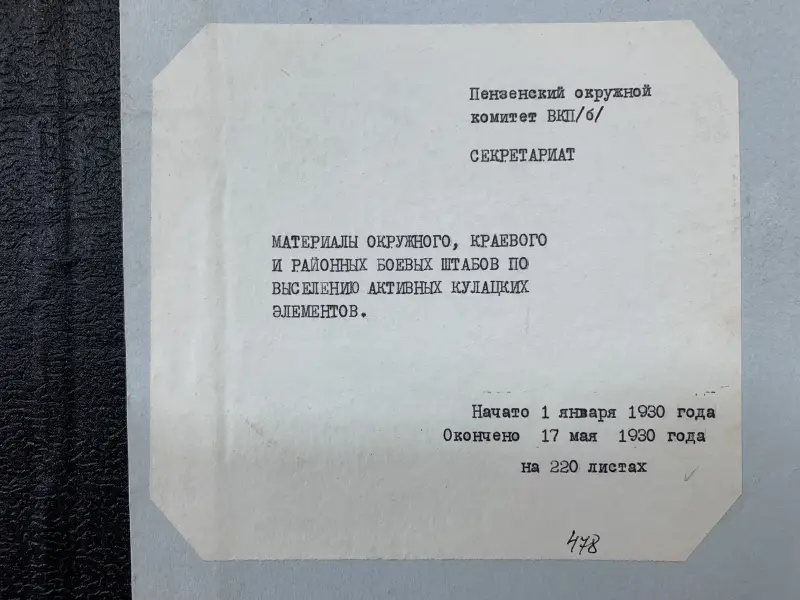 Пензенский окружной
комитет ВКП/б/
СЕКРЕТАРИАТ
МАТЕРИАЛЫ ОКРУЖНОГО, КРАЕВОГО
И РАЙОННЫХ БОЕВЫХ ШТАБОВ ПО
ВЫСЕЛЕНИЮ АКТИВНЫХ КУЛАЦКИХ
ЭЛЕМЕНТОВ.
Начато 1 января 1930 года
Окончено 17 мая 1930 года
на 220 листах
478